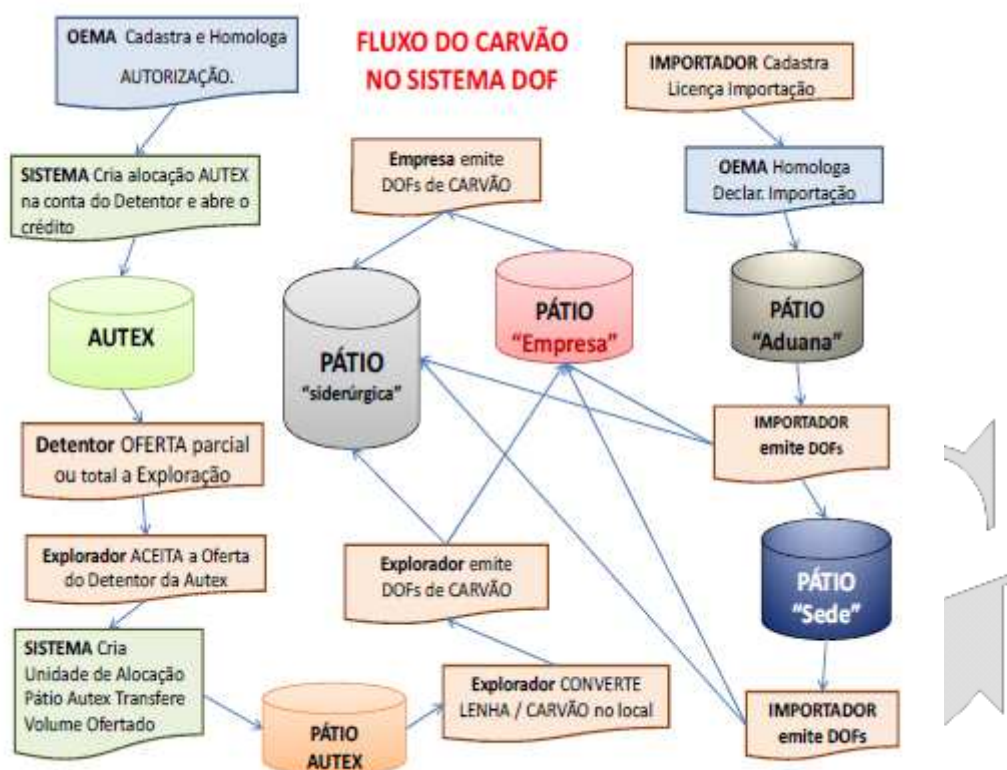 OEMA Cadastra e Homologa
AUTORIZAÇÃO.
FLUXO DO CARVÃO
NO SISTEMA DOF
IMPORTADOR Cadastra
Licença Importação
SISTEMA Cria alocação AUTEX
na conta do Detentor e abre o
crédito
Empresa emite
DOFs de CARVÃO
OEMA Homologa
Declar. Importação
AUTEX
PÁTIO
“siderúrgica”
PÁTIO
“Empresa”
PÁTIO
“Aduana”
Detentor OFERTA parcial
ou total a Exploração
IMPORTADOR
emite DOFs
Explorador ACEITA a Oferta
do Detentor da Autex
Explorador emite
DOFs de CARVÃO
PÁTIO
“Sede”
SISTEMA Cria
Unidade de Alocação
Pátio Autex Transfere
Volume Ofertado
PÁTIO
AUTEX
Explorador CONVERTE
LENHA / CARVÃO no local
IMPORTADOR
emite DOFs